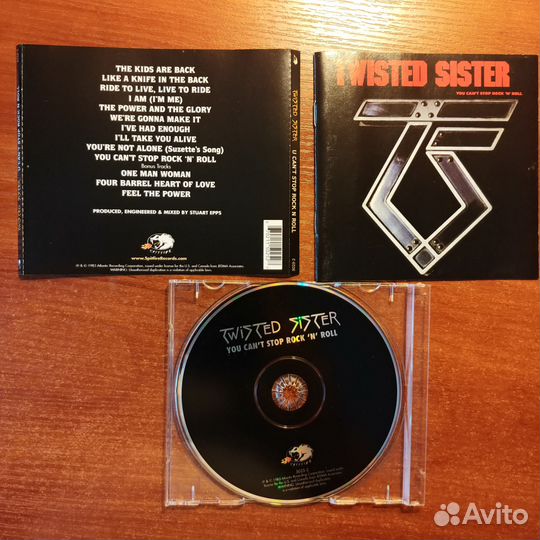 THE KIDS ARE BACK
LIKE A KNIFE IN THE BACK
RIDE TO LIVE, LIVE TO RIDE
I AM (I'M ME)
THE POWER AND THE GLORY
WE'RE GONNA MAKE IT
I'VE HAD ENOUGH
I'LL TAKE YOU ALIVE
YOU'RE NOT ALONE (Suzette's Song)
YOU CAN'T STOP ROCK 'N' ROLL
Bonus Tracks
ONE MAN WOMAN
FOUR BARREL HEART OF LOVE
FEEL THE POWER
PRODUCED, ENGINEERED & MIXED BY STUART EPPS
SPITFIRE
www.SpitfireRecords.com
TWISTED SISTER
U CAN'T STOP ROCK N ROLL
TWISTED SISTER
YOU CAN'T STOP ROCK 'N' ROLL
TWISTED SISTER
YOU CAN'T STOP ROCK 'N' ROLL
SPITFIRE
Avito